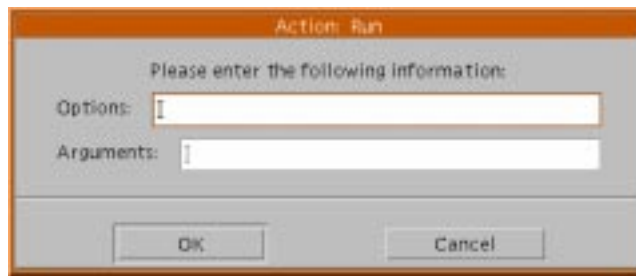 Action: Run
Please enter the following information:
Options:
Arguments:
OK
Cancel